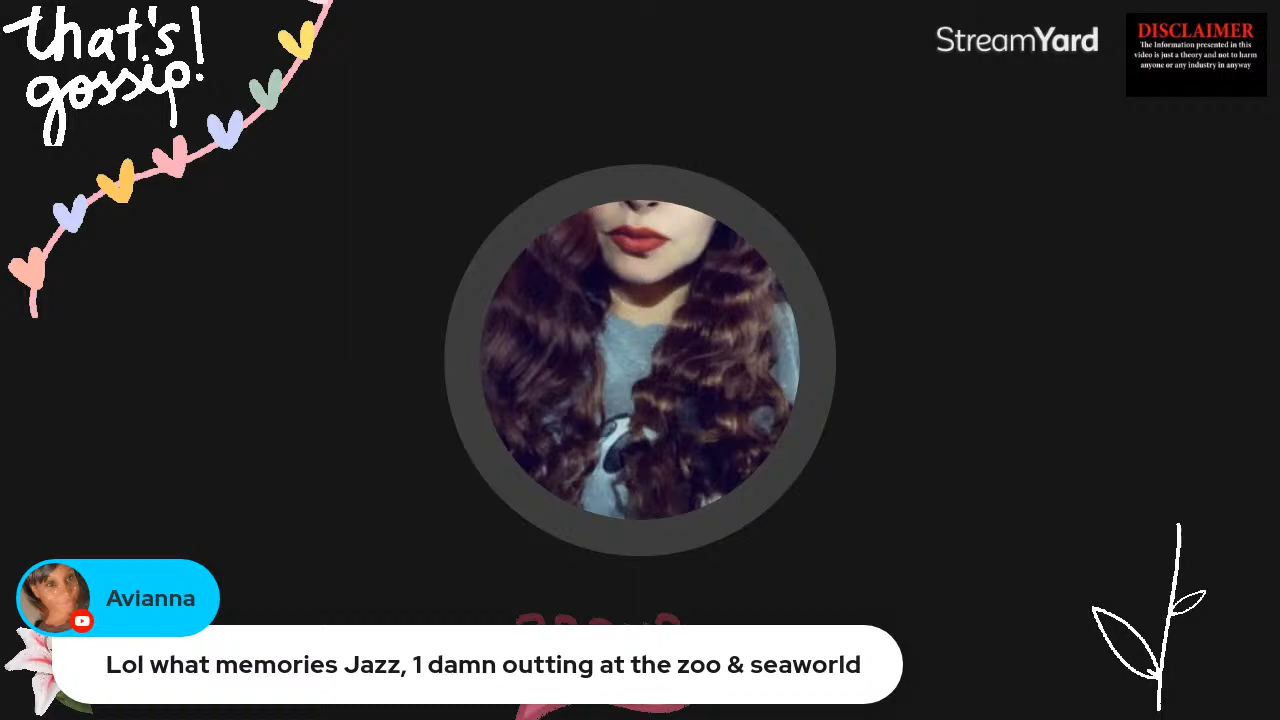 that's
gossip!
StreamYard
DISCLAIMER
The Information presented in this
video is just a theory and not to harm
anyone or any industry in anyway
Avianna
Lol what memories Jazz, 1 damn outting at the zoo & seaworld